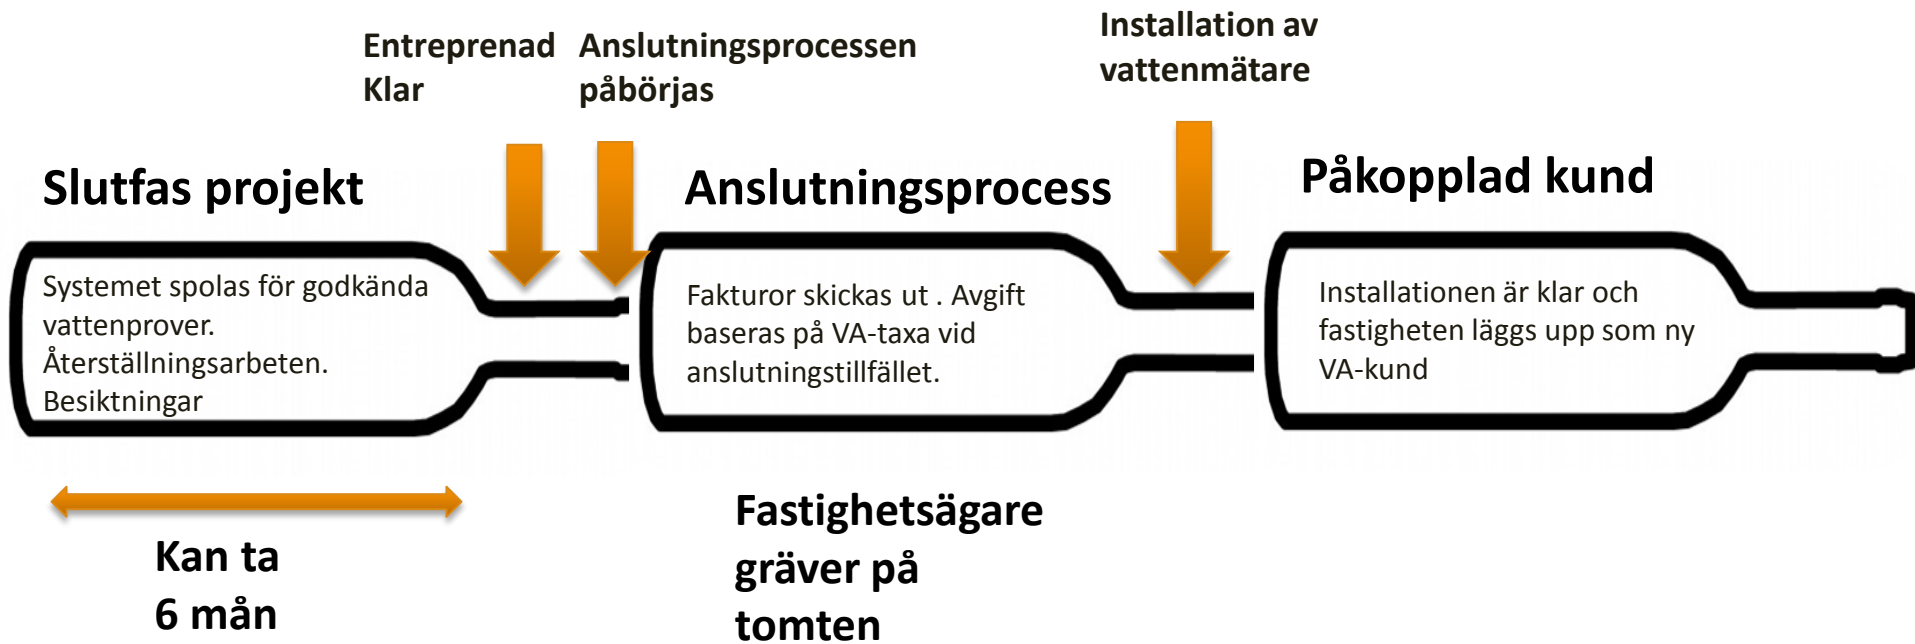 Entreprenad
Klar
Anslutningsprocessen
påbörjas
Installation av
vattenmätare
Slutfas projekt
Systemet spolas för godkända
vattenprover.
Återställningsarbeten.
Besiktningar
Kan ta
6 mån
Anslutningsprocess
Fakturor skickas ut . Avgift
baseras på VA-taxa vid
anslutningstillfället.
Fastighetsägare
gräver på
tomten
Påkopplad kund
Installationen är klar och
fastigheten läggs upp som ny
VA-kund